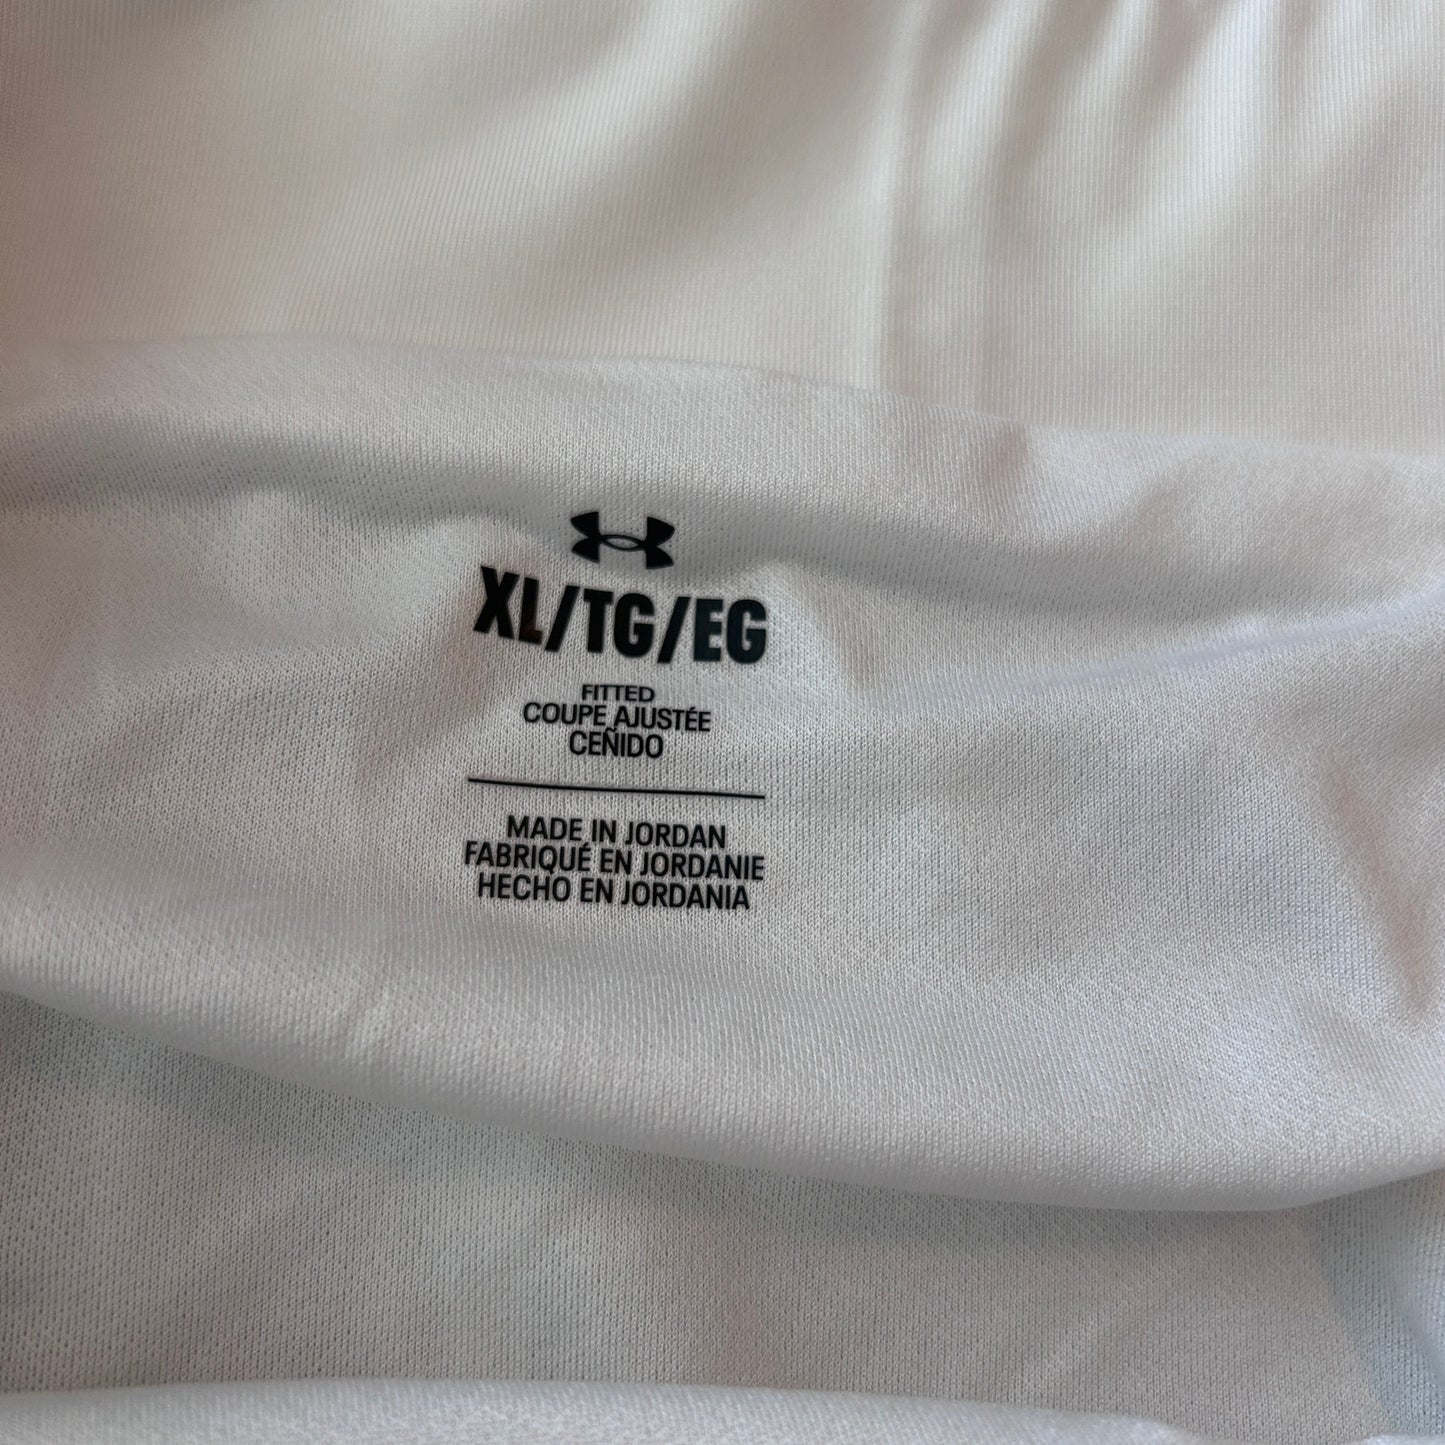 XL/TG/EG
FITTED
COUPE AJUSTÉE
CEÑIDO
MADE IN JORDAN
FABRIQUÉ EN JORDANIE
HECHO EN JORDANIA